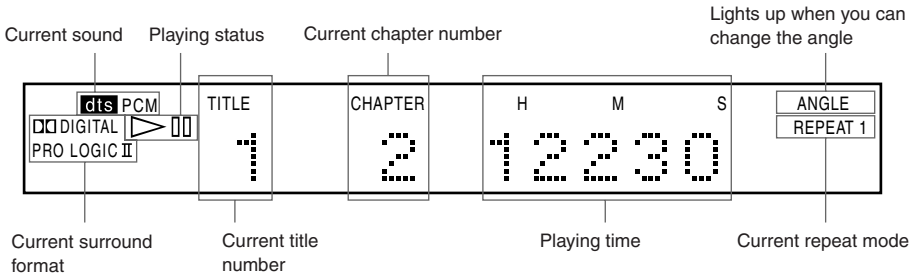 Lights up when you can
change the angle
Current sound
Playing status
Current chapter number
dts PCM
TITLE
CHAPTER
H M S
ANGLE
DIGITAL
REPEAT 1
PRO LOGIC II
1
2
12230
Current surround
format
Current title
number
Playing time
Current repeat mode